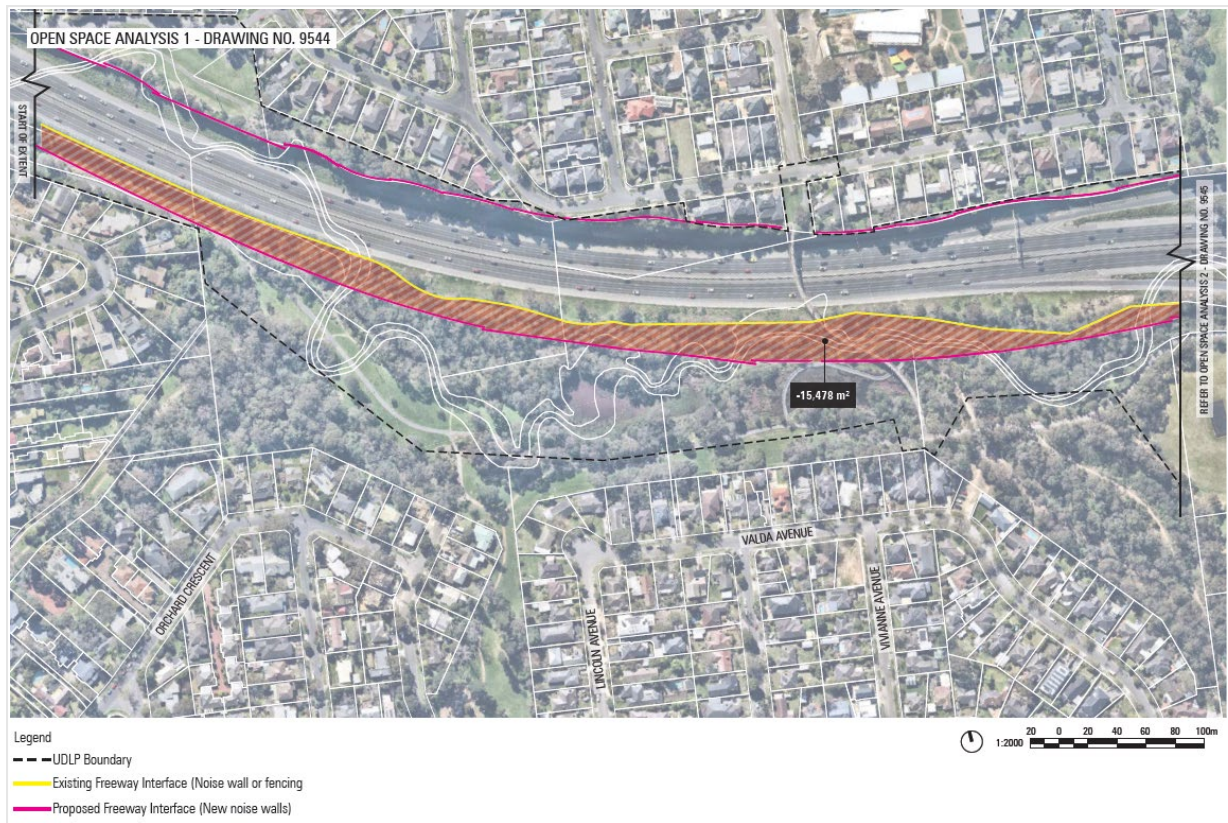 OPEN SPACE ANALYSIS 1 - DRAWING NO. 9544
START OF EXTENT
REFER TO OPEN SPACE ANALYSIS 2 - DRAWING NO. 9545
-15,478 m²
VALDA AVENUE
ORCHARD CRESCENT
LINCOLN AVENUE
VIVIANNE AVENUE
Legend
UDLP Boundary
Existing Freeway Interface (Noise wall or fencing
Proposed Freeway Interface (New noise walls)
1:2000
20 0 20 40 60 80 100m